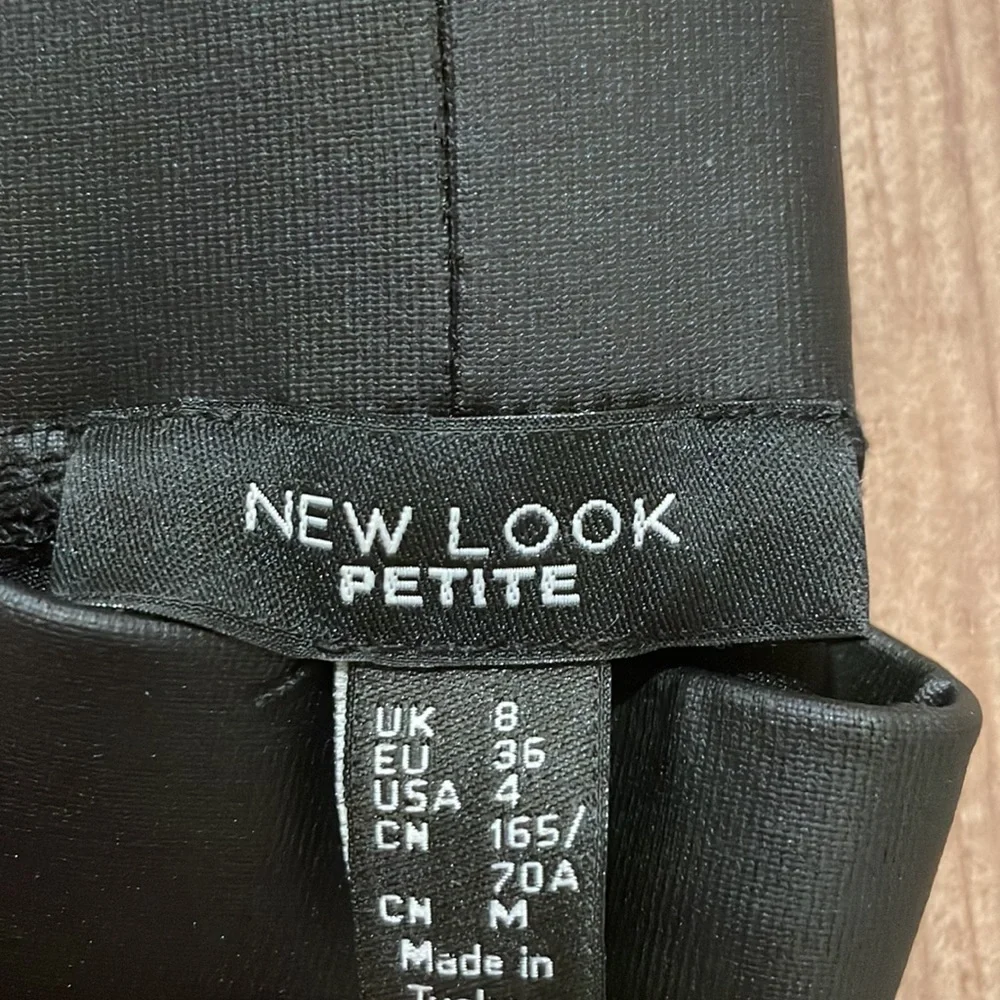 NEW LOOK
PETITE
UK 8
EU 36
USA 4
CN 165/
70A
CN M
Made in